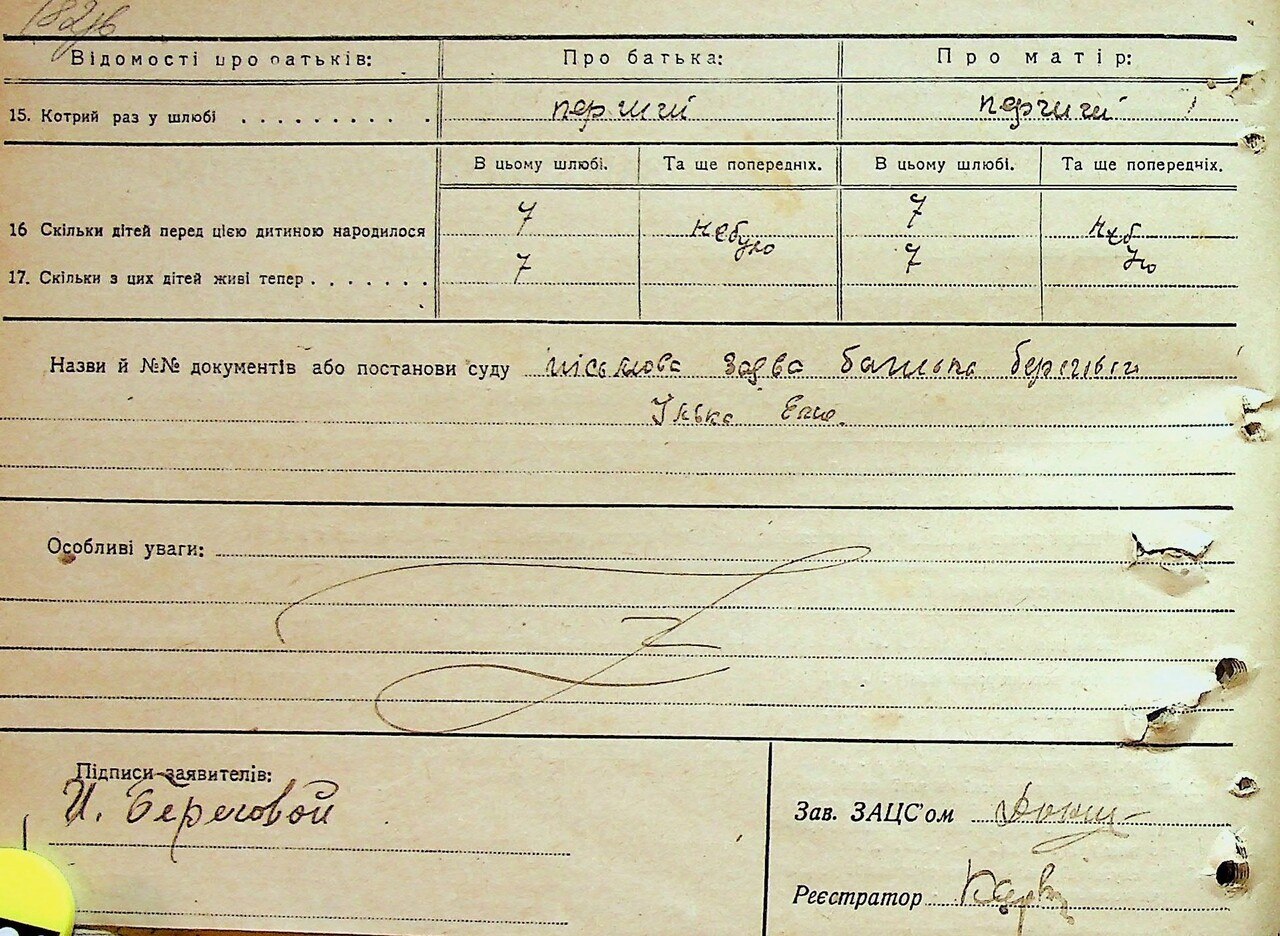 182зв
Відомості про батьків: Про батька: Про матір:
15. Котрий раз у шлюбі . . . . . . . . . . перший перший
В цьому шлюбі. Та ще попередніх. В цьому шлюбі. Та ще попередніх.
16 Скільки дітей перед цією дитиною народилося 7 небуло 7 небуло
17. Скільки з цих дітей живі тепер . . . . . . . 7 7
Назви й №№ документів або постанови суду заява батька
Особливі уваги:
Z
Підписи заявителів:
И. Береговой
Зав. ЗАЦС'ом
Реєстратор